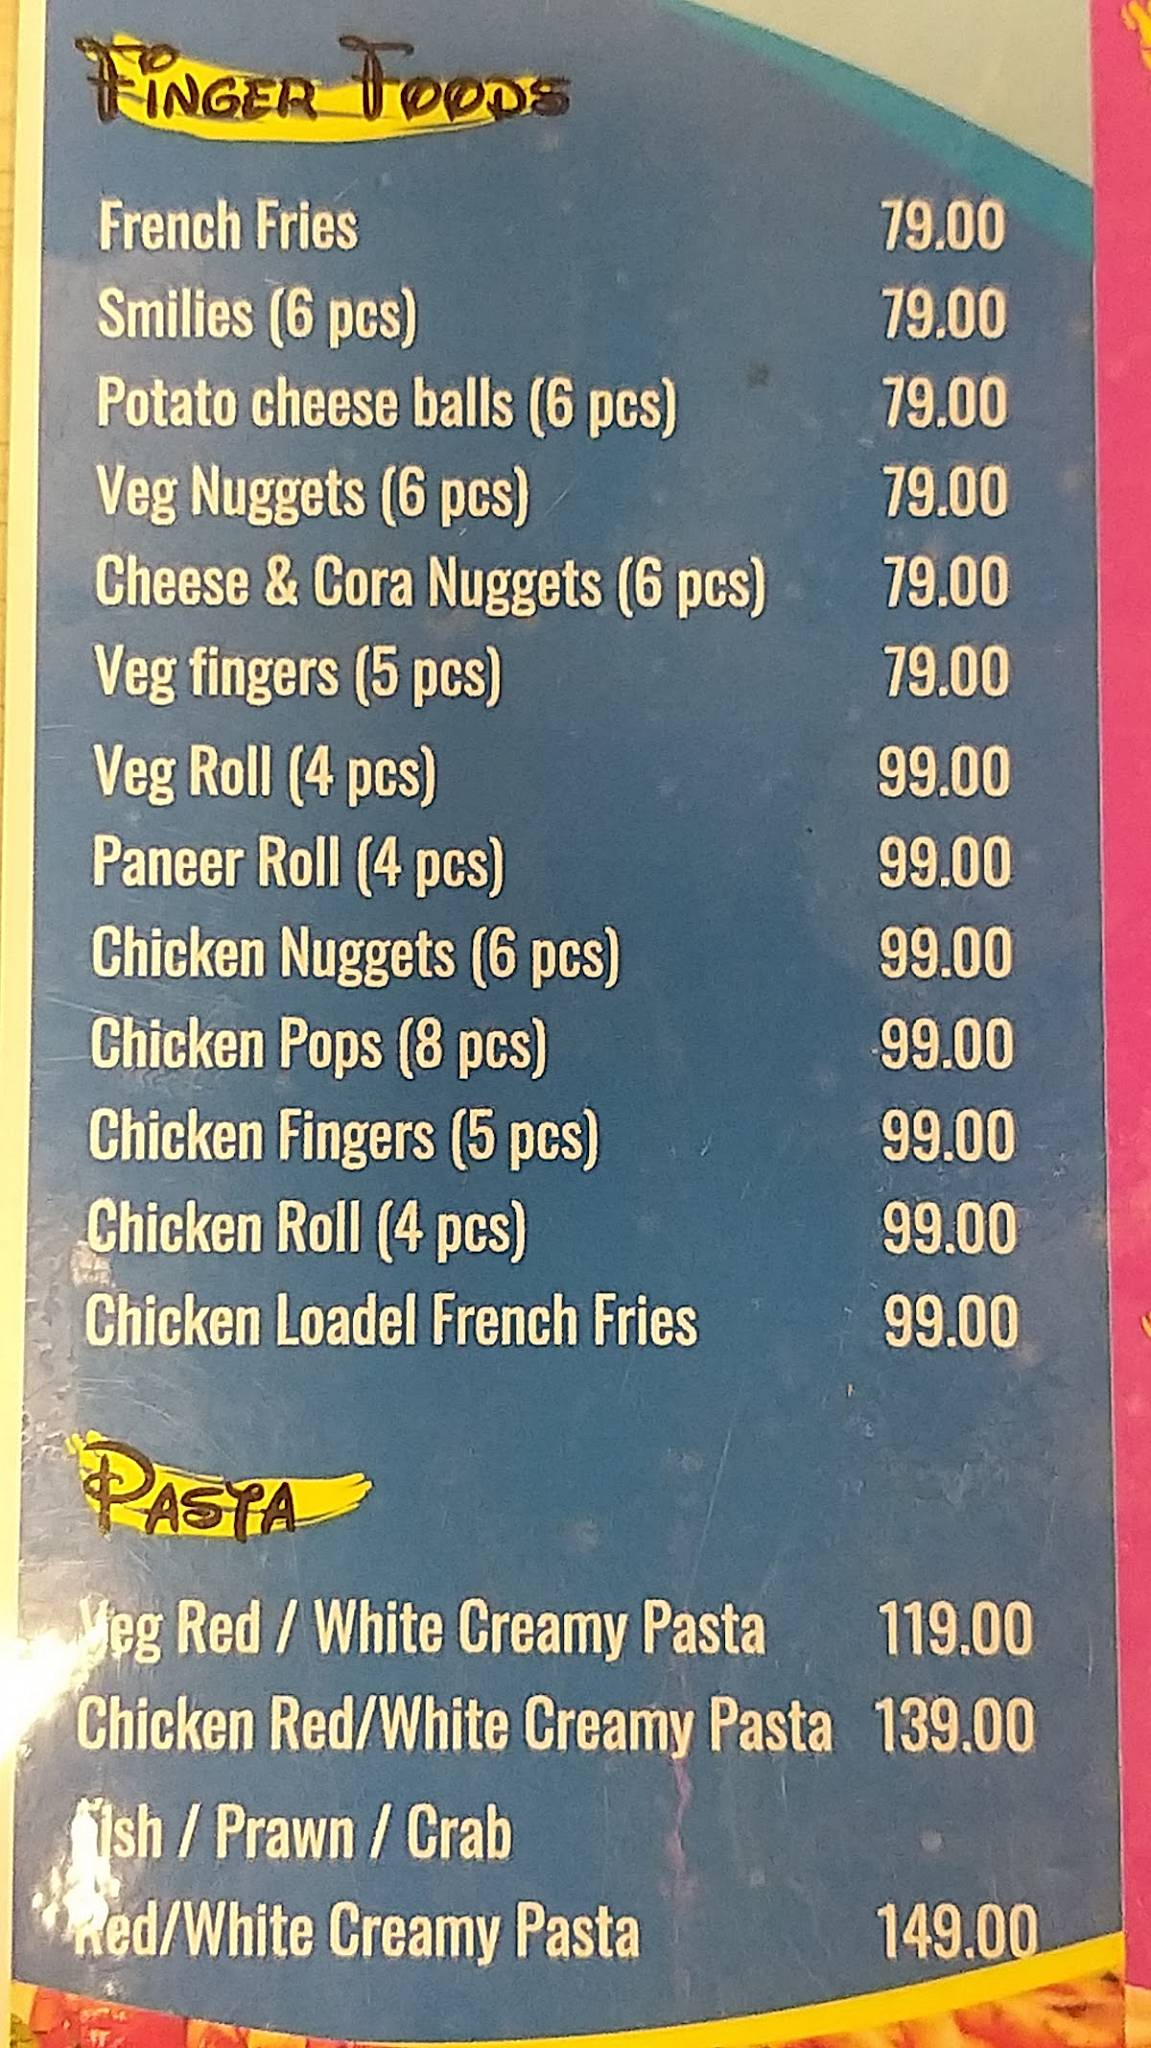 Finger Foods
French Fries 79.00
Smilies (6 pcs) 79.00
Potato cheese balls (6 pcs) 79.00
Veg Nuggets (6 pcs) 79.00
Cheese & Cora Nuggets (6 pcs) 79.00
Veg fingers (5 pcs) 79.00
Veg Roll (4 pcs) 99.00
Paneer Roll (4 pcs) 99.00
Chicken Nuggets (6 pcs) 99.00
Chicken Pops (8 pcs) 99.00
Chicken Fingers (5 pcs) 99.00
Chicken Roll (4 pcs) 99.00
Chicken Loadel French Fries 99.00
Pasta
Veg Red / White Creamy Pasta 119.00
Chicken Red/White Creamy Pasta 139.00
Fish / Prawn / Crab
Red/White Creamy Pasta 149.00